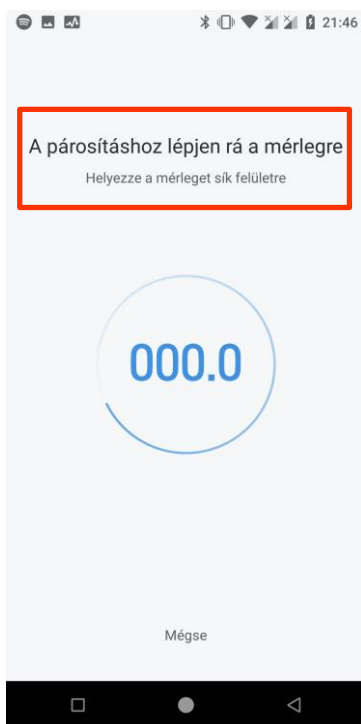 21:46
A párosításhoz lépjen rá a mérlegre
Helyezze a mérleget sík felületre
000.0
Mégse